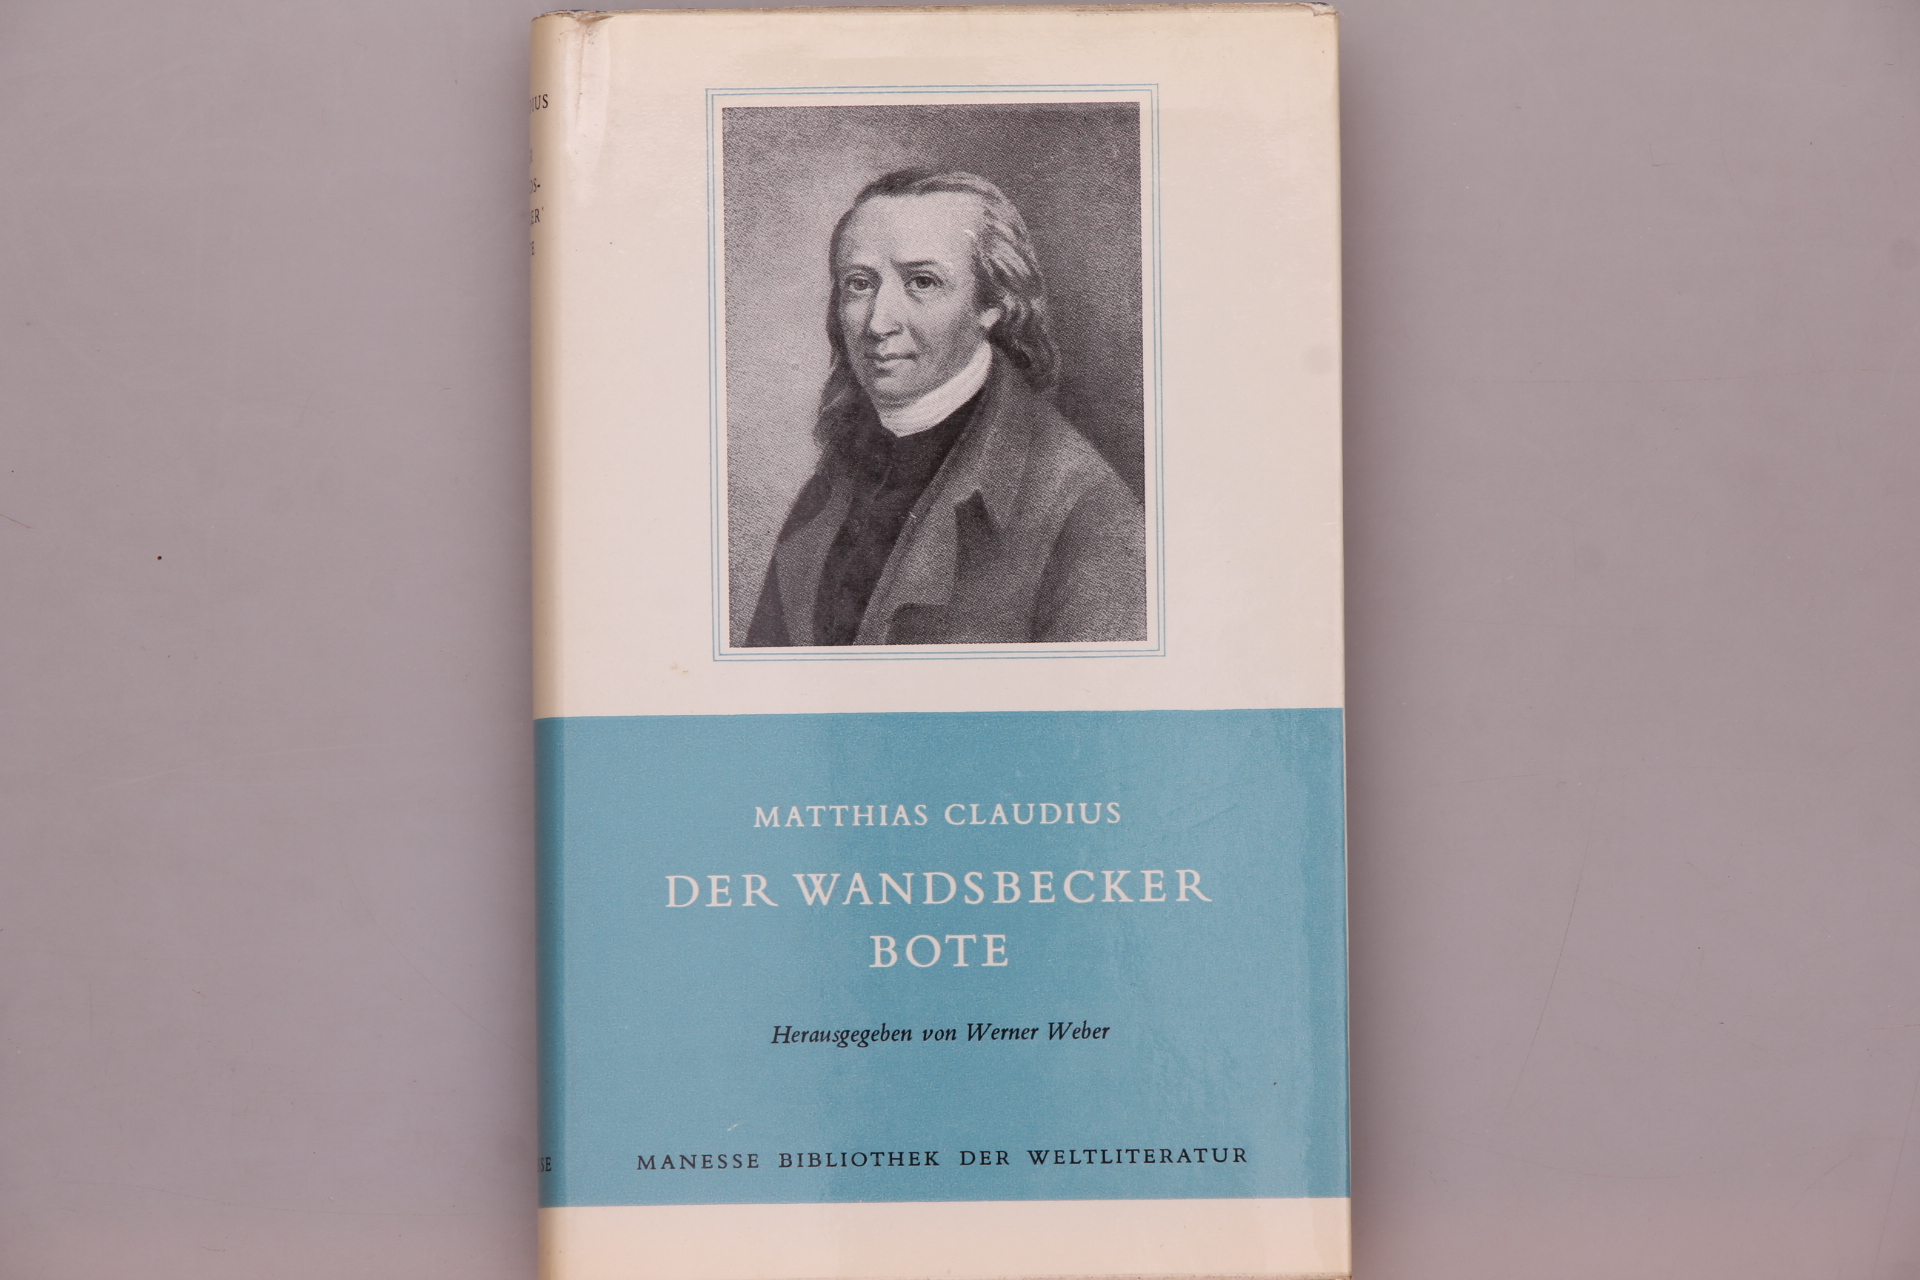 MATTHIAS CLAUDIUS
DER WANDSBECKER
BOTE
Herausgegeben von Werner Weber
MANESSE BIBLIOTHEK DER WELTLITERATUR